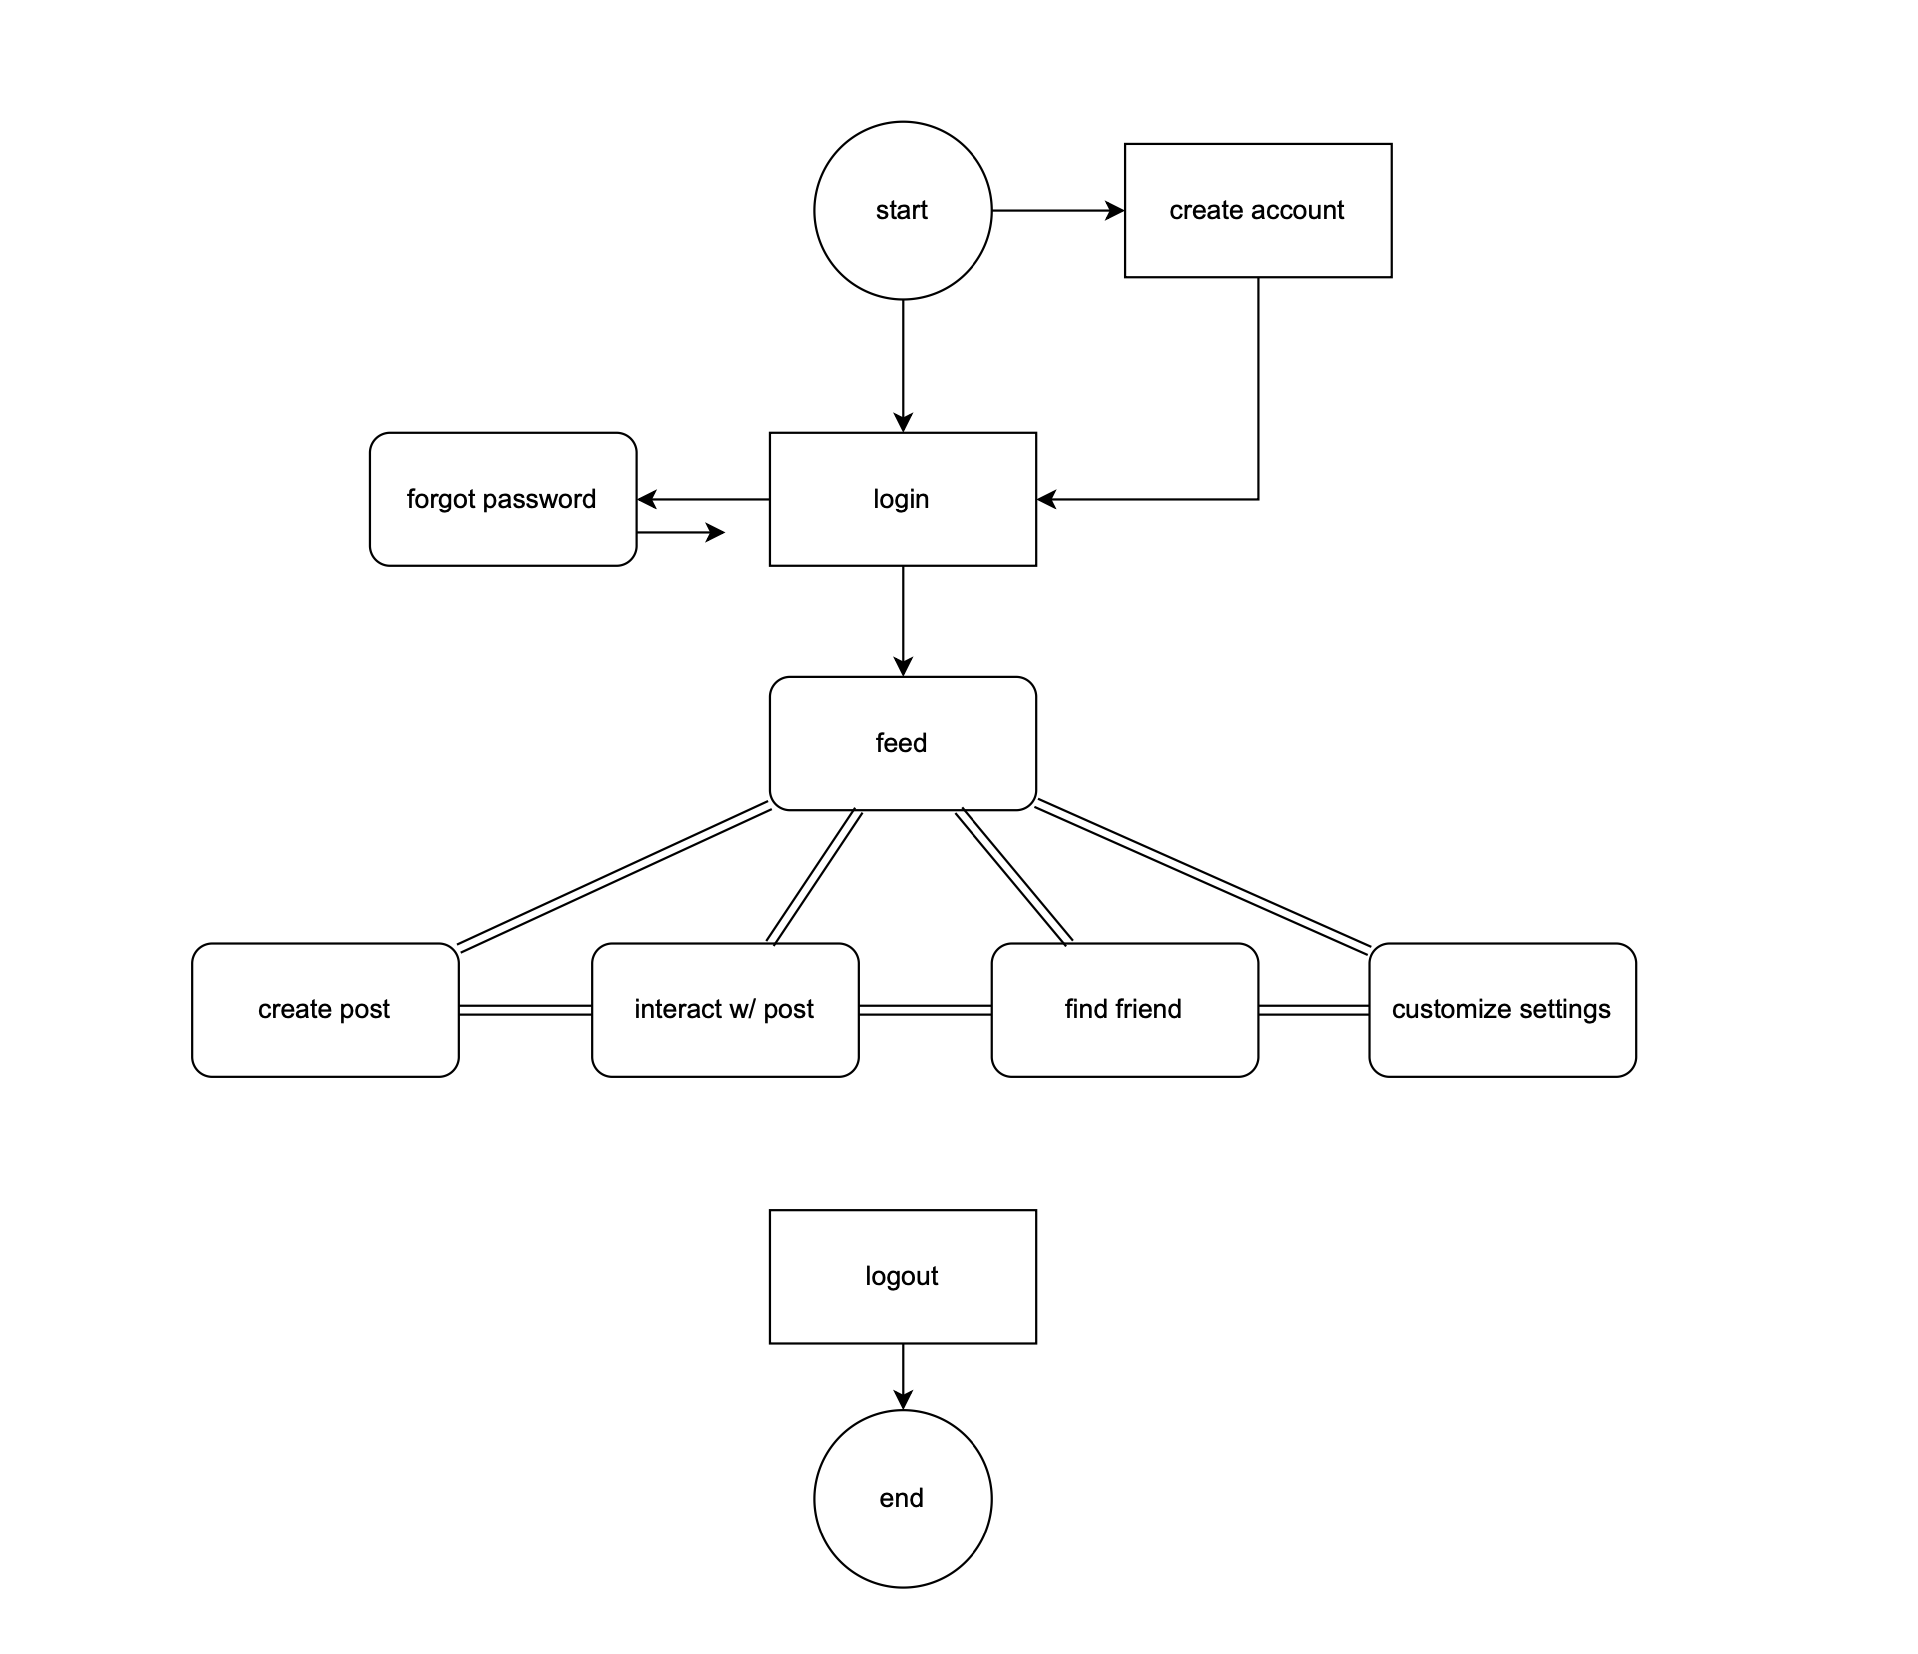 start
create account
forgot password
login
feed
create post
interact w/ post
find friend
customize settings
logout
end